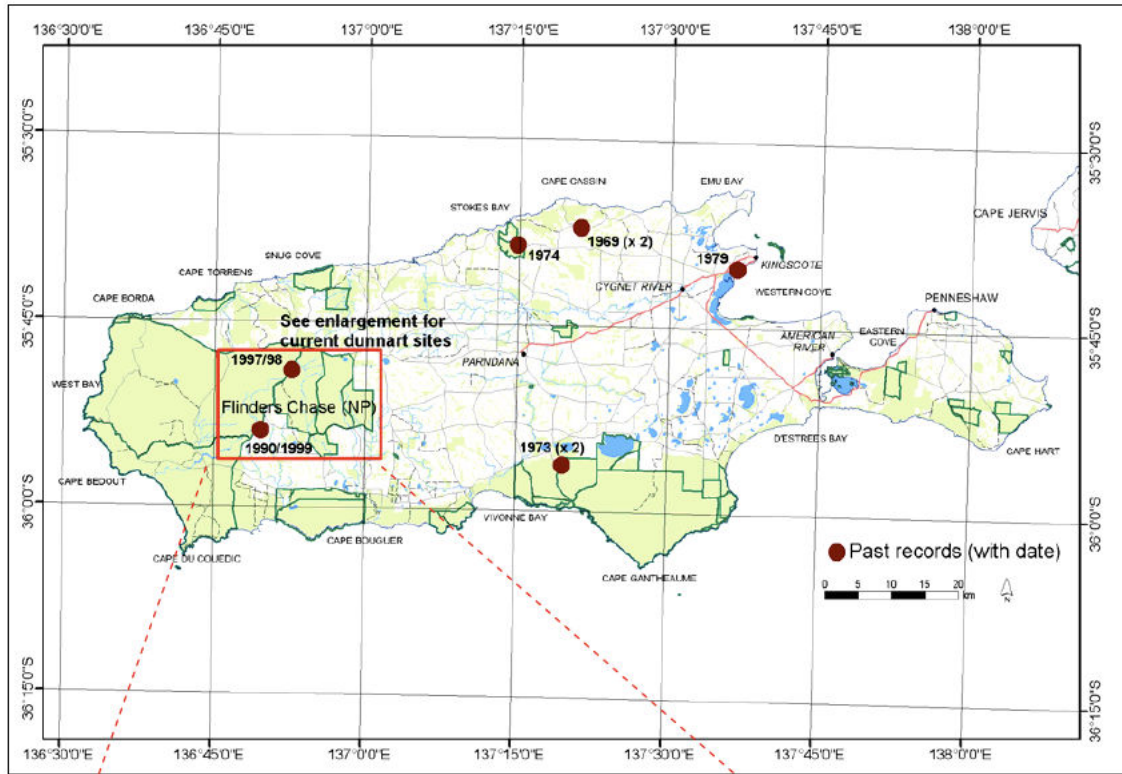 136°30'0"E 136°45'0"E 137°0'0"E 137°15'0"E 137°30'0"E 137°45'0"E 138°0'0"E
35°30'0"S
35°30'0"S
CAPE CASSINI
EMU BAY
STOKES BAY
CAPE JERVIS
1969 (x 2)
1974
1979
KINGSCOTE
SNUG COVE
CAPE TORRENS
CYGNET RIVER
WESTERN COVE
CAPE BORDA
PENNESHAW
35°45'0"S
See enlargement for
current dunnart sites
AMERICAN
RIVER
EASTERN
COVE
35°45'0"S
PARNDANA
1997/98
WEST BAY
Flinders Chase (NP)
1990/1999
1973 (x 2)
D'ESTREES BAY
CAPE HART
CAPE BEDOUT
36°0'0"S
36°0'0"S
VIVONNE BAY
CAPE BOUGUER
CAPE DU COUEDIC
CAPE GANTHEAUME
Past records (with date)
0 5 10 15 20
km
N
36°15'0"S
36°15'0"S
136°30'0"E 136°45'0"E 137°0'0"E 137°15'0"E 137°30'0"E 137°45'0"E 138°0'0"E